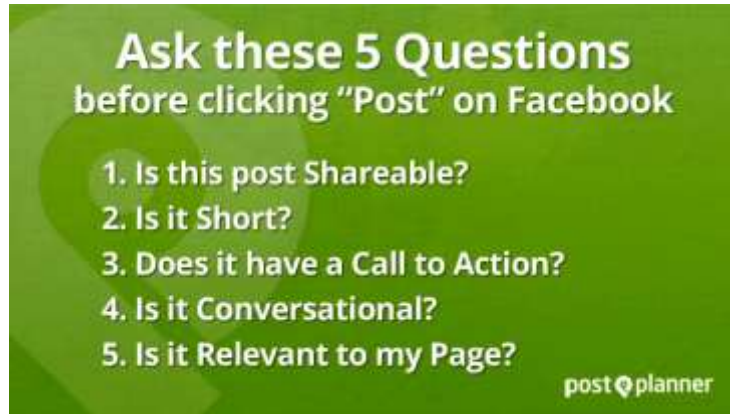 Ask these 5 Questions
before clicking "Post" on Facebook
1. Is this post Shareable?
2. Is it Short?
3. Does it have a Call to Action?
4. Is it Conversational?
5. Is it Relevant to my Page?
post planner